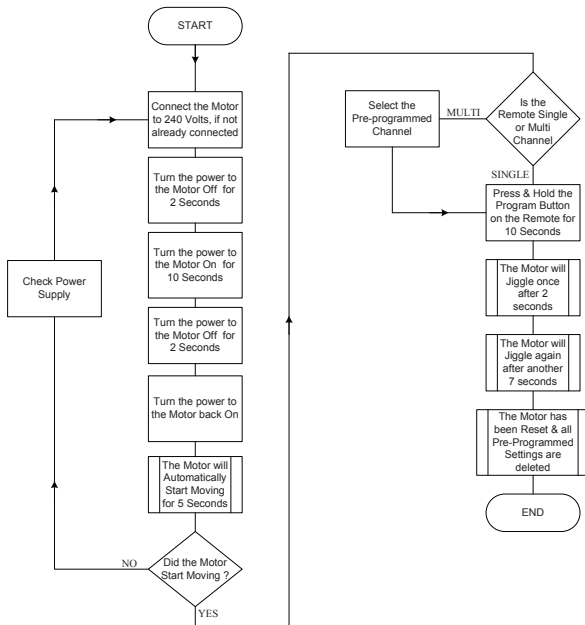 START
Connect the Motor
to 240 Volts, if not
already connected
Turn the power to
the Motor Off for
2 Seconds
Turn the power to
the Motor On for
10 Seconds
Check Power
Supply
Turn the power to
the Motor Off for
2 Seconds
Turn the power to
the Motor back On
The Motor will
Automatically
Start Moving
for 5 Seconds
Did the Motor
Start Moving ?
NO
YES
Is the
Remote Single
or Multi
Channel
MULTI
Select the
Pre-programmed
Channel
SINGLE
Press & Hold the
Program Button
on the Remote for
10 Seconds
The Motor will
Jiggle once
after 2
seconds
The Motor will
Jiggle again
after another
7 seconds
The Motor has
been Reset & all
Pre-Programmed
Settings are
deleted
END